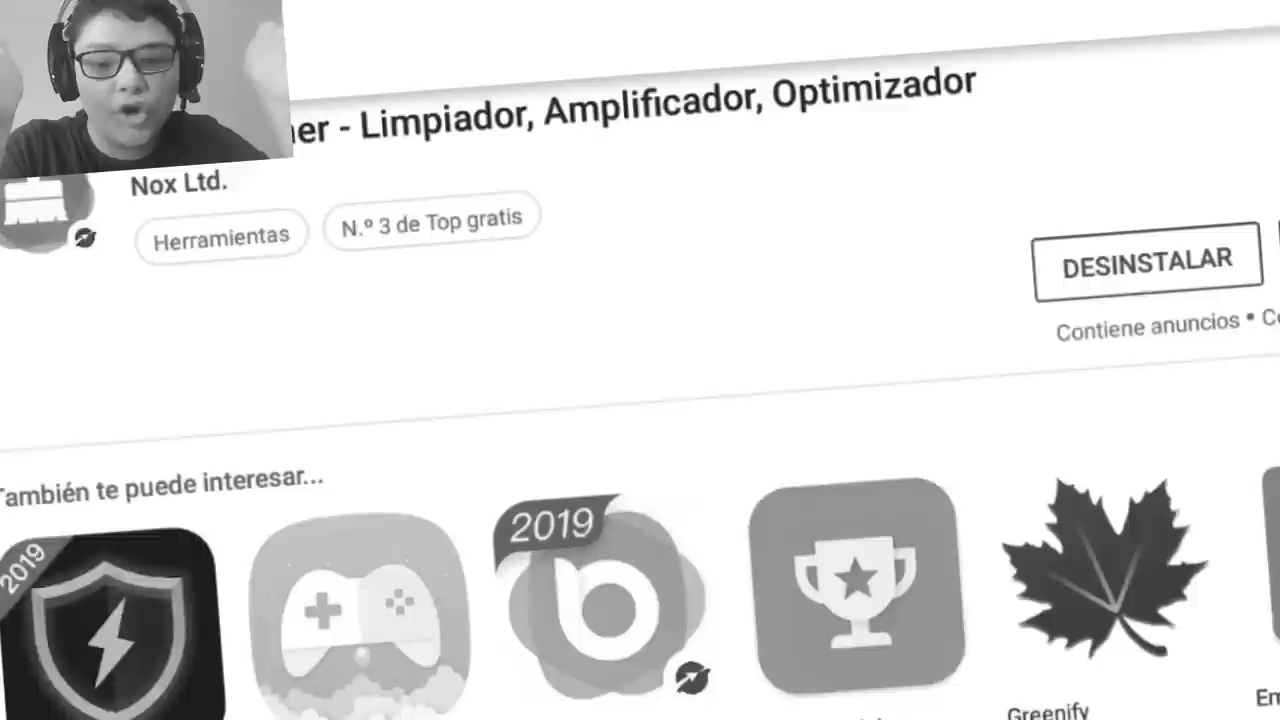 er - Limpiador, Amplificador, Optimizador
Nox Ltd.
Herramientas
N.º 3 de Top gratis
DESINSTALAR
Contiene anuncios •
También te puede interesar...
2019
2019
Greenify